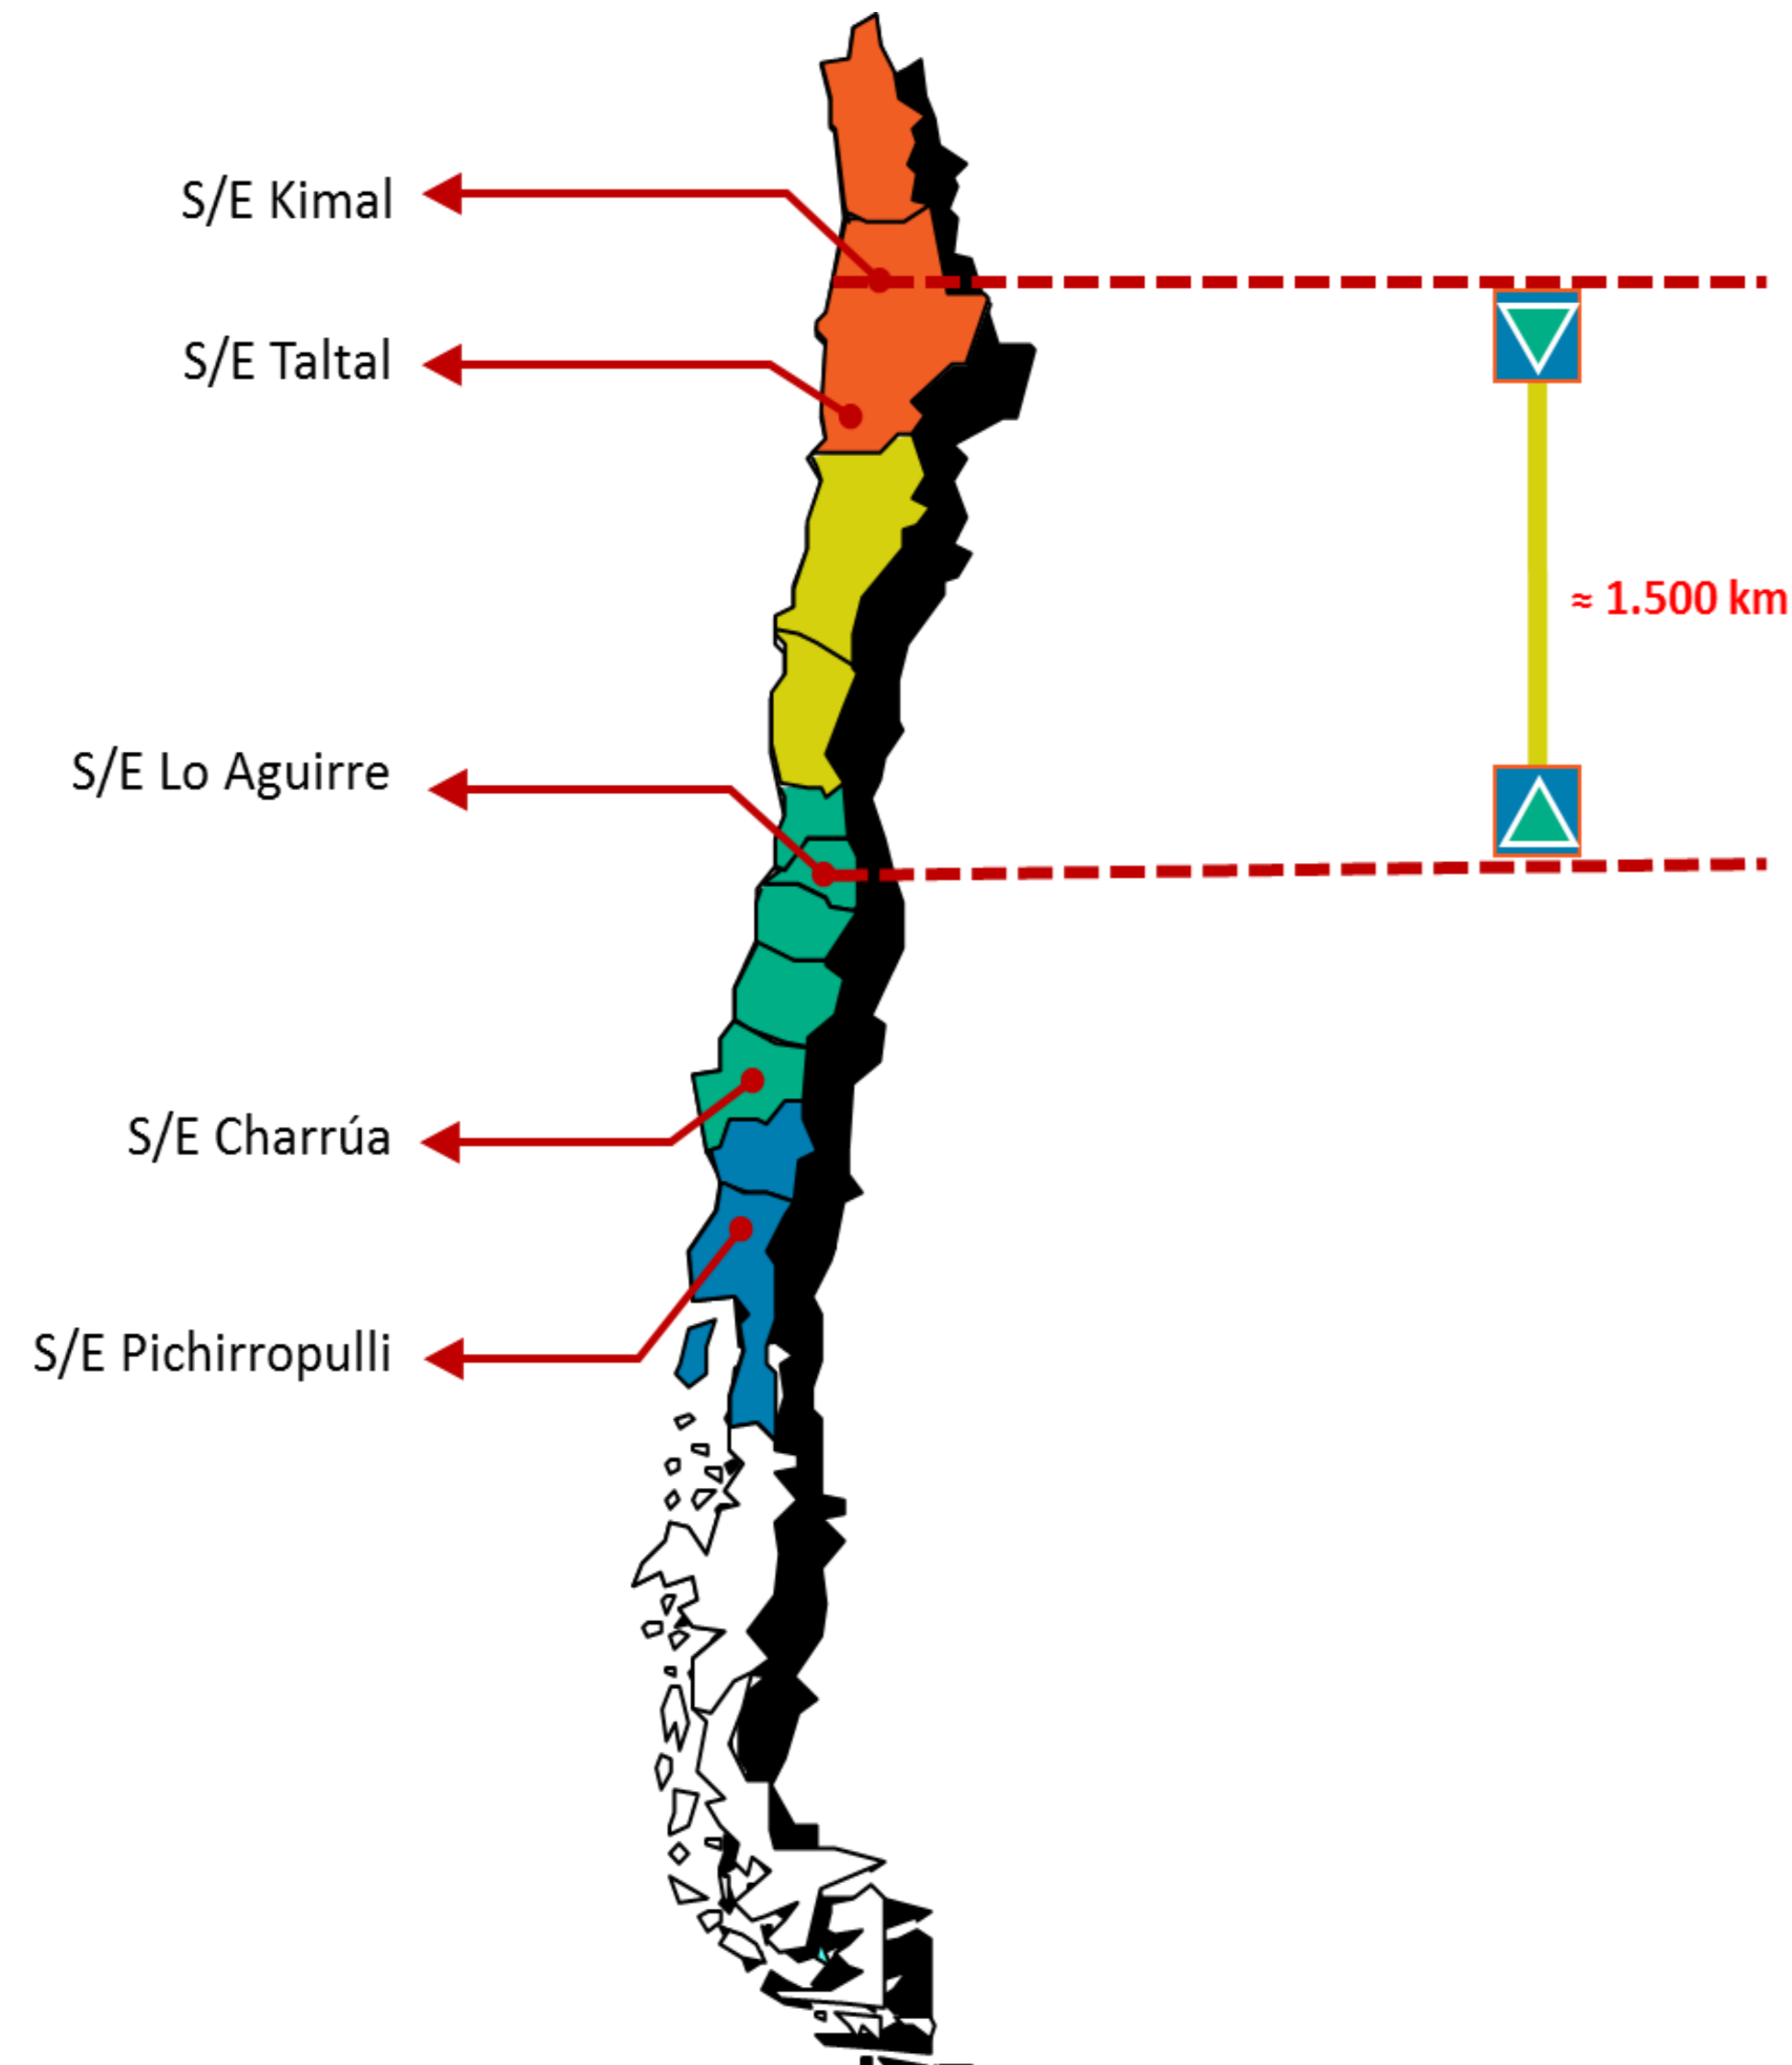 S/E Kimal
S/E Taltal
≈ 1.500 km
S/E Lo Aguirre
S/E Charrúa
S/E Pichirropulli